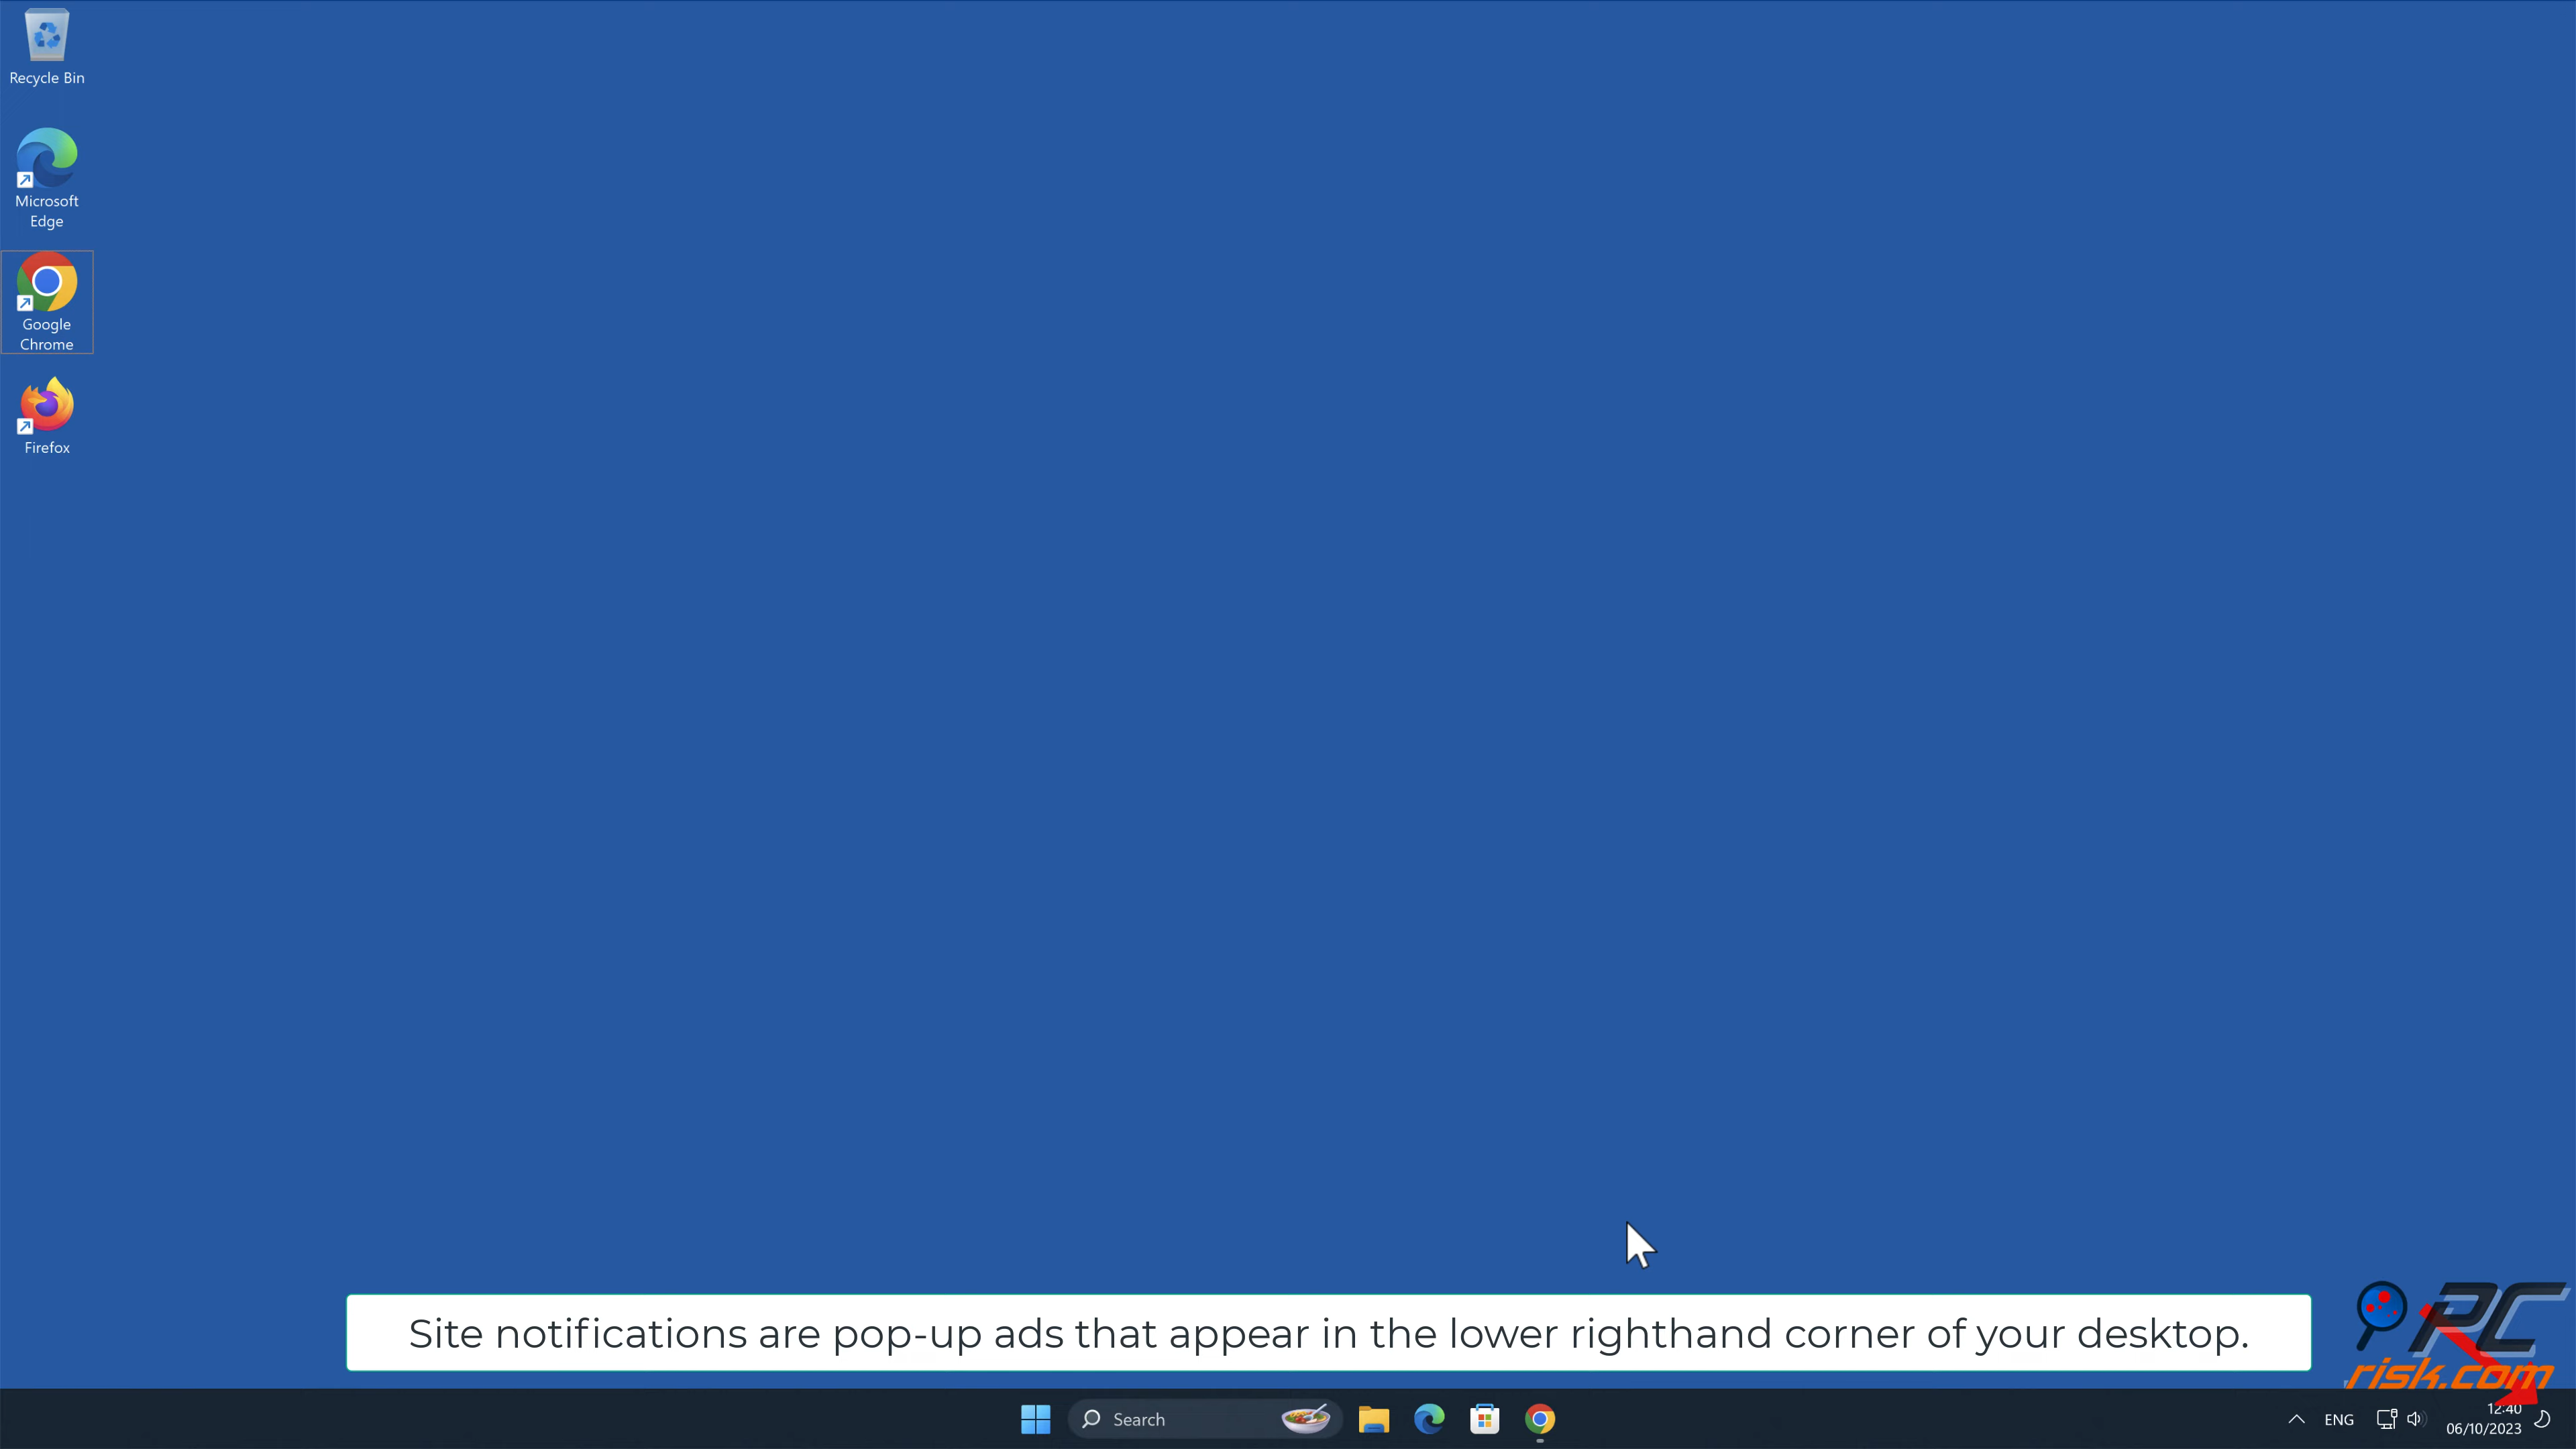 Recycle Bin
Microsoft
Edge
Google
Chrome
Firefox
Site notifications are pop-up ads that appear in the lower righthand corner of your desktop.
PC
risk.com
Search
ENG
12:40
06/10/2023